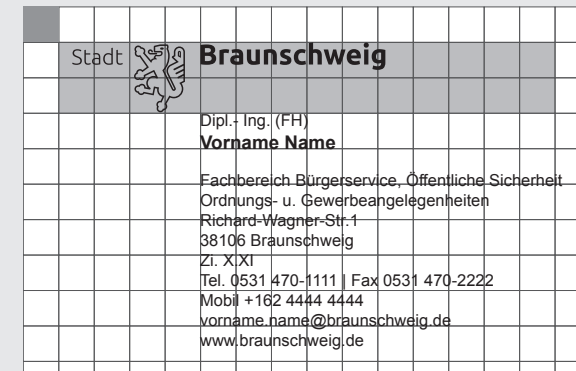 Stadt Braunschweig
Dipl.- Ing. (FH)
Vorname Name
Fachbereich Bürgerservice, Öffentliche Sicherheit
Ordnungs- u. Gewerbeangelegenheiten
Richard-Wagner-Str.1
38106 Braunschweig
Zi. X.XI
Tel. 0531 470-1111 | Fax 0531 470-2222
Mobil +162 4444 4444
vorname.name@braunschweig.de
www.braunschweig.de